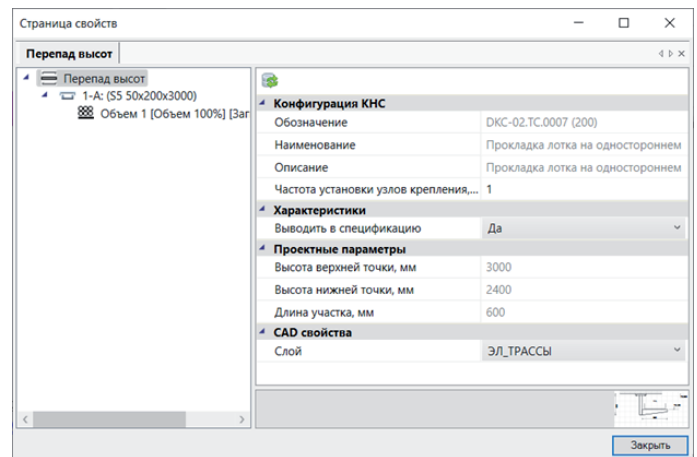 Страница свойств
Перепад высот
Перепад высот
1-А: (S5 50x200x3000)
Объем 1 [Объем 100%] [Заг
Конфигурация КНС
Обозначение DKC-02.TC.0007 (200)
Наименование Прокладка лотка на одностороннем
Описание Прокладка лотка на одностороннем
Частота установки узлов крепления,... 1
Характеристики
Выводить в спецификацию Да
Проектные параметры
Высота верхней точки, мм 3000
Высота нижней точки, мм 2400
Длина участка, мм 600
CAD свойства
Слой ЭЛ_ТРАССЫ
Закрыть